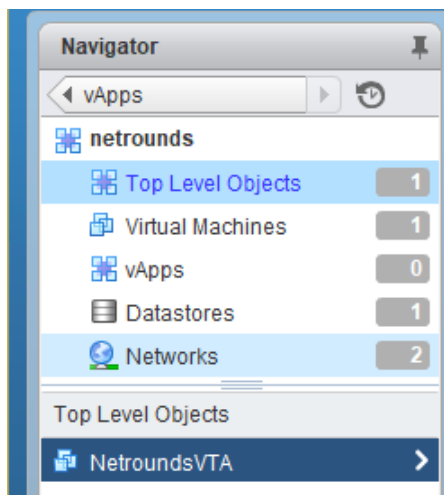 Navigator
vApps
netrounds
Top Level Objects 1
Virtual Machines 1
vApps 0
Datastores 1
Networks 2
Top Level Objects
NetroundsVTA